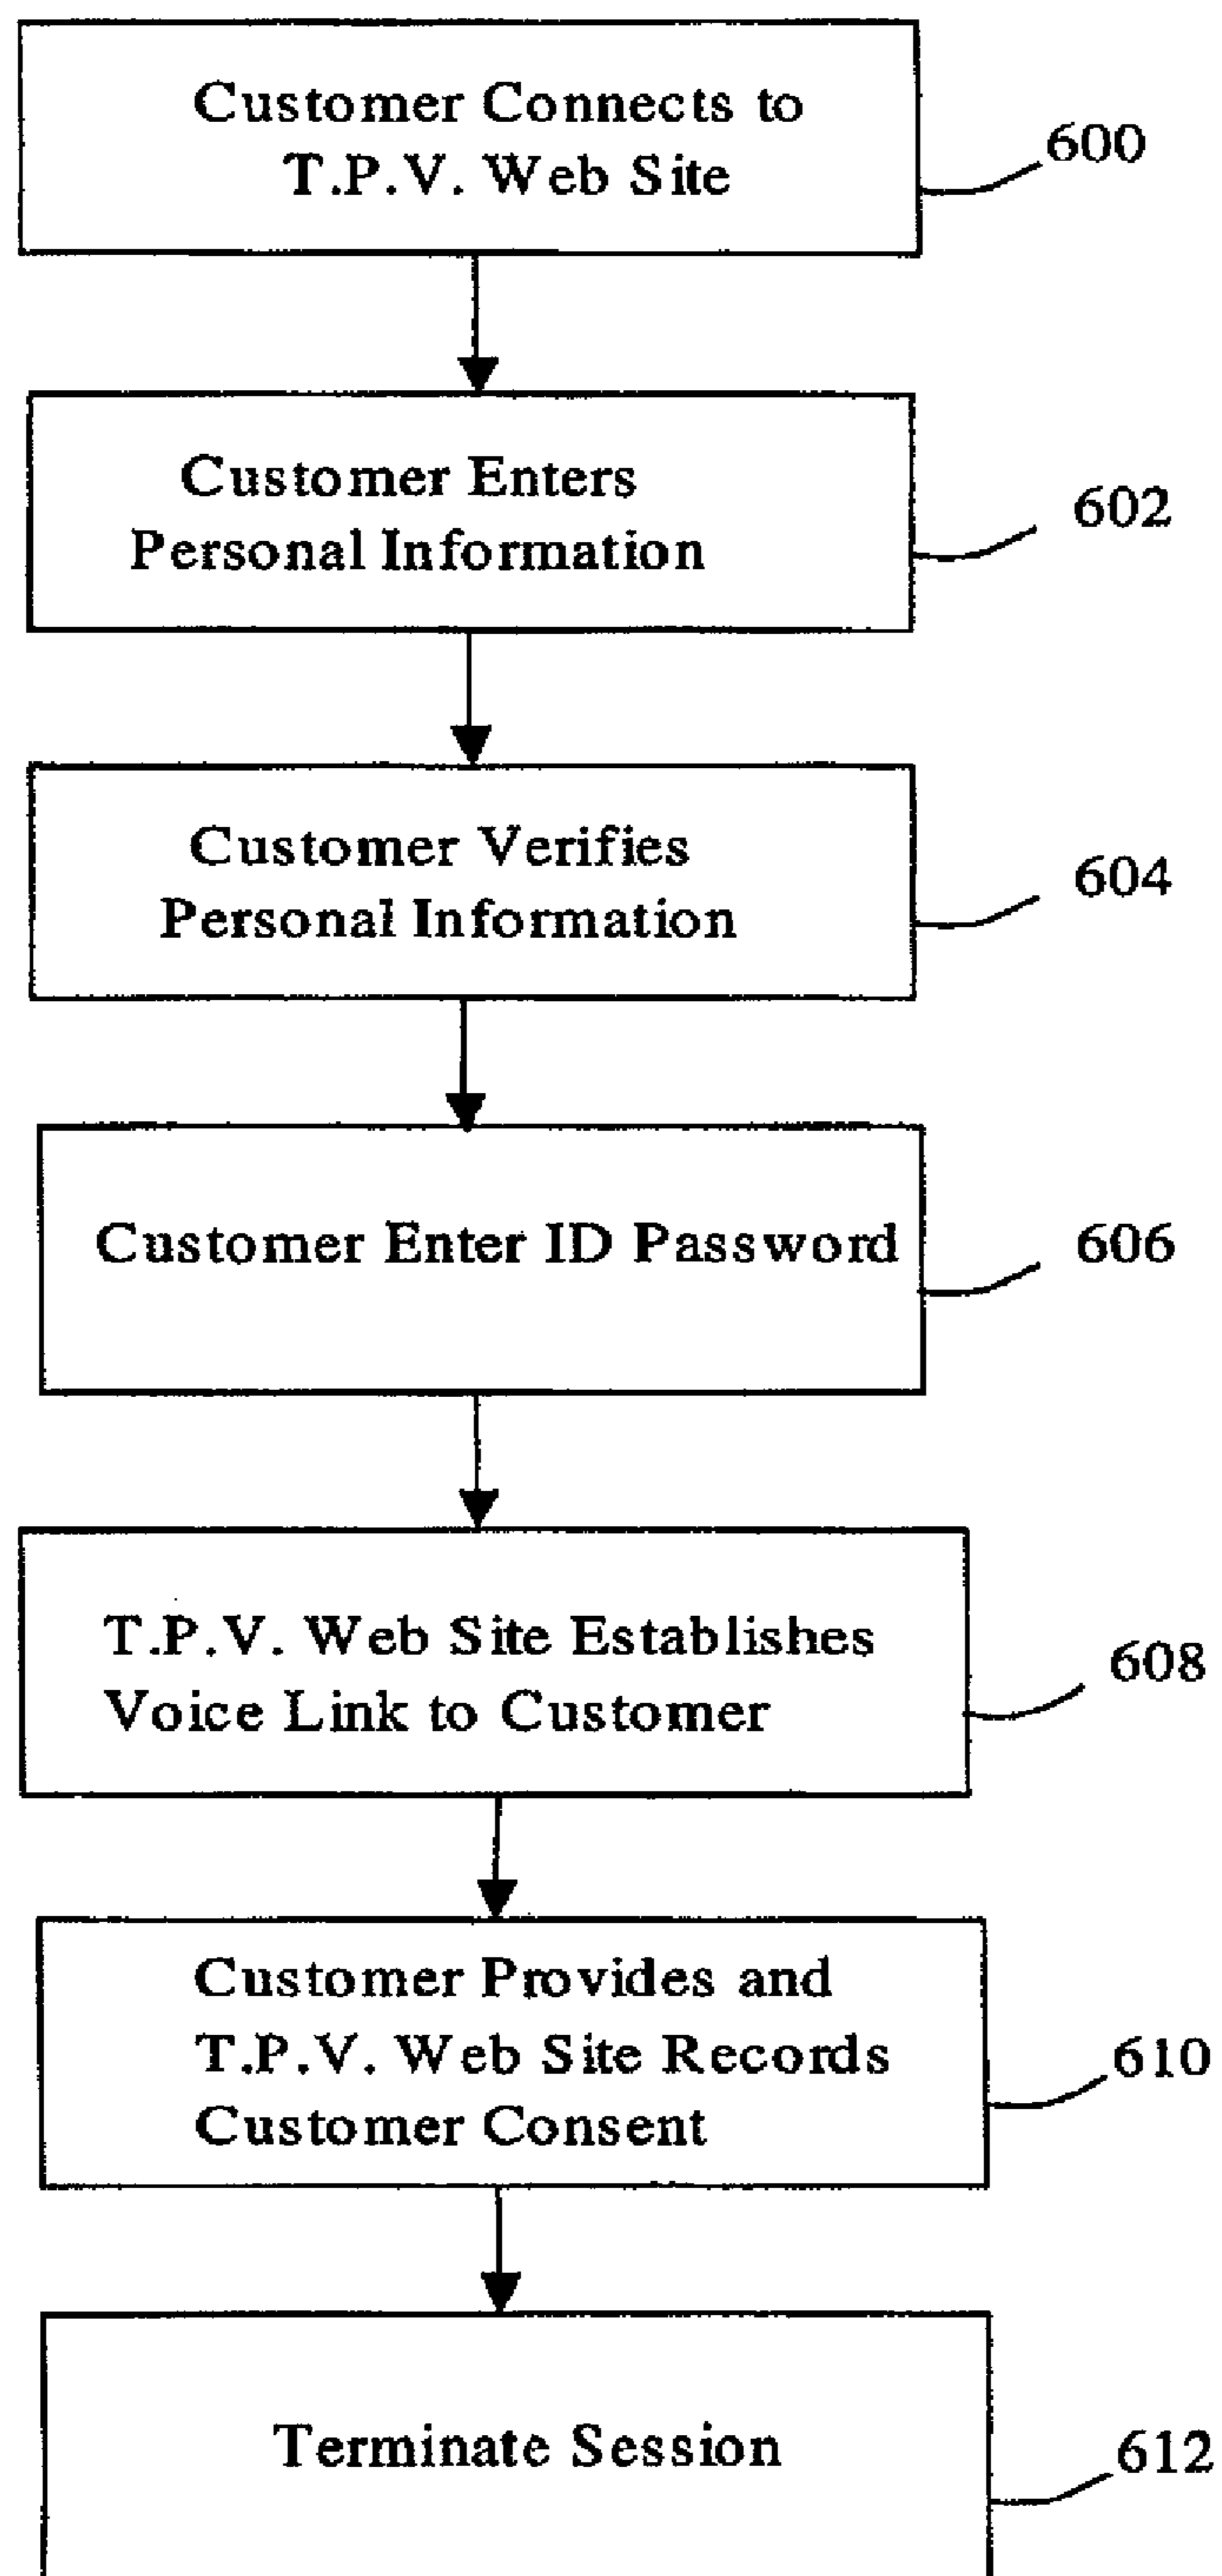 Customer Connects to
T.P.V. Web Site
600
Customer Enters
Personal Information
602
Customer Verifies
Personal Information
604
Customer Enter ID Password
606
T.P.V. Web Site Establishes
Voice Link to Customer
608
Customer Provides and
T.P.V. Web Site Records
Customer Consent
610
Terminate Session
612